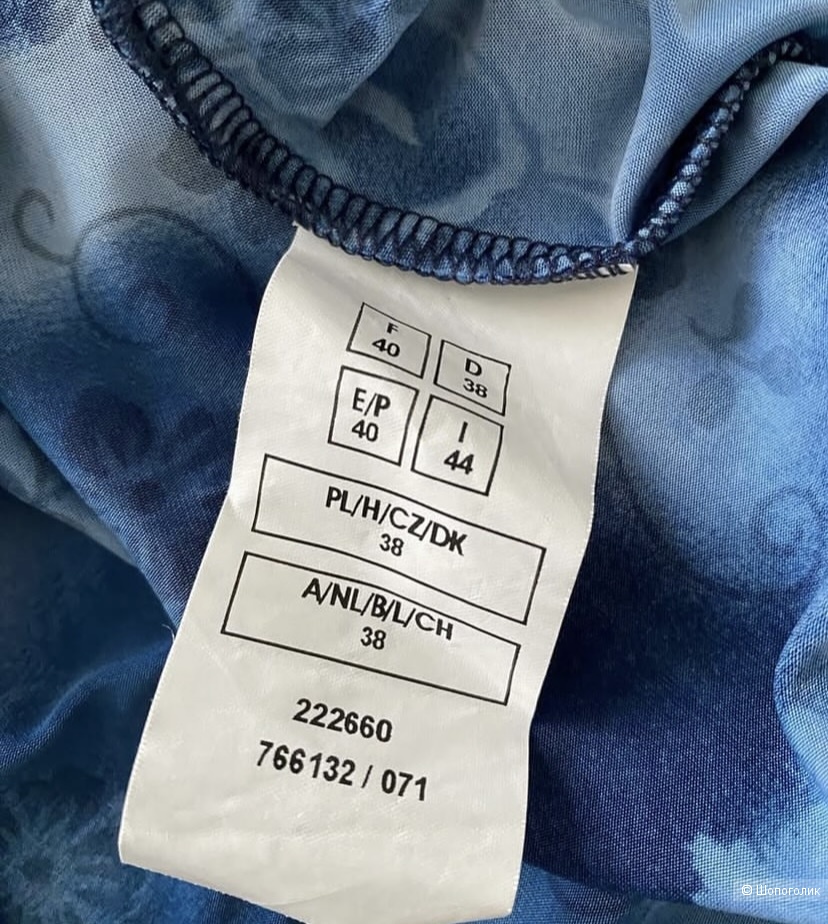 F
40
D
38
E/P
40
I
44
PL/H/CZ/DK
38
A/NL/B/L/CH
38
222660
766132 / 071
© Шопоголик